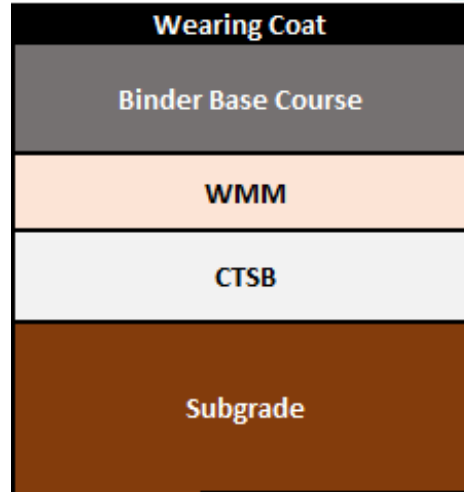 Wearing Coat
Binder Base Course
WMM
CTSB
Subgrade